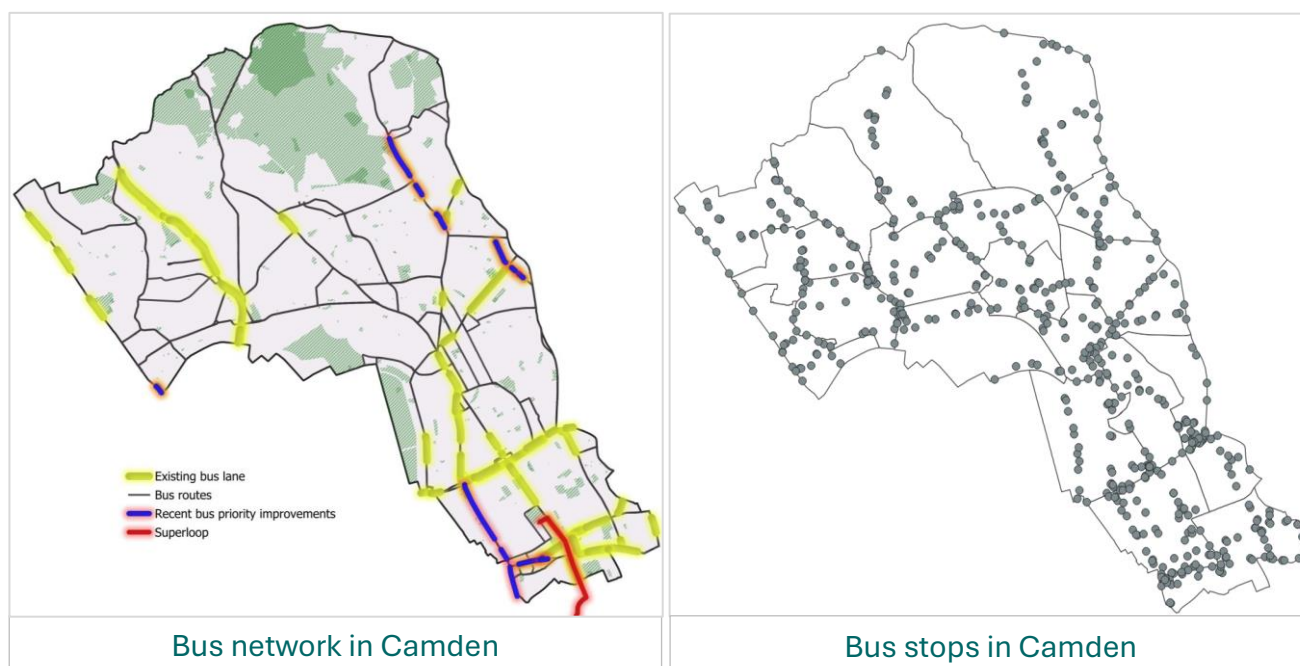 Existing bus lane
Bus routes
Recent bus priority improvements
Superloop
Bus network in Camden
Bus stops in Camden